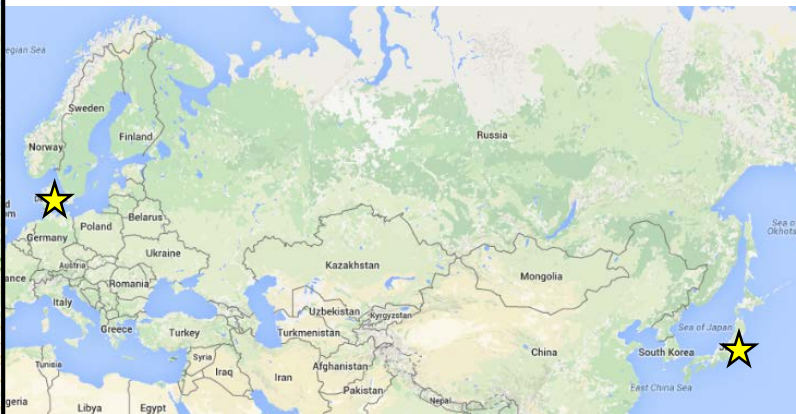 egian Sea
Sweden
Finland
Norway
Russia
Belarus
Poland
Germany
Ukraine
Austria
Kazakhstan
Mongolia
Romania
Italy
Uzbekistan
Kyrgyzstan
Greece
Turkey
Turkmenistan
Sea of Japan
South Korea
China
Syria
Iraq
Iran
Afghanistan
Pakistan
Tunisia
East China Sea
Nepal
Libya
Egypt
geria
Sea o
Okhots